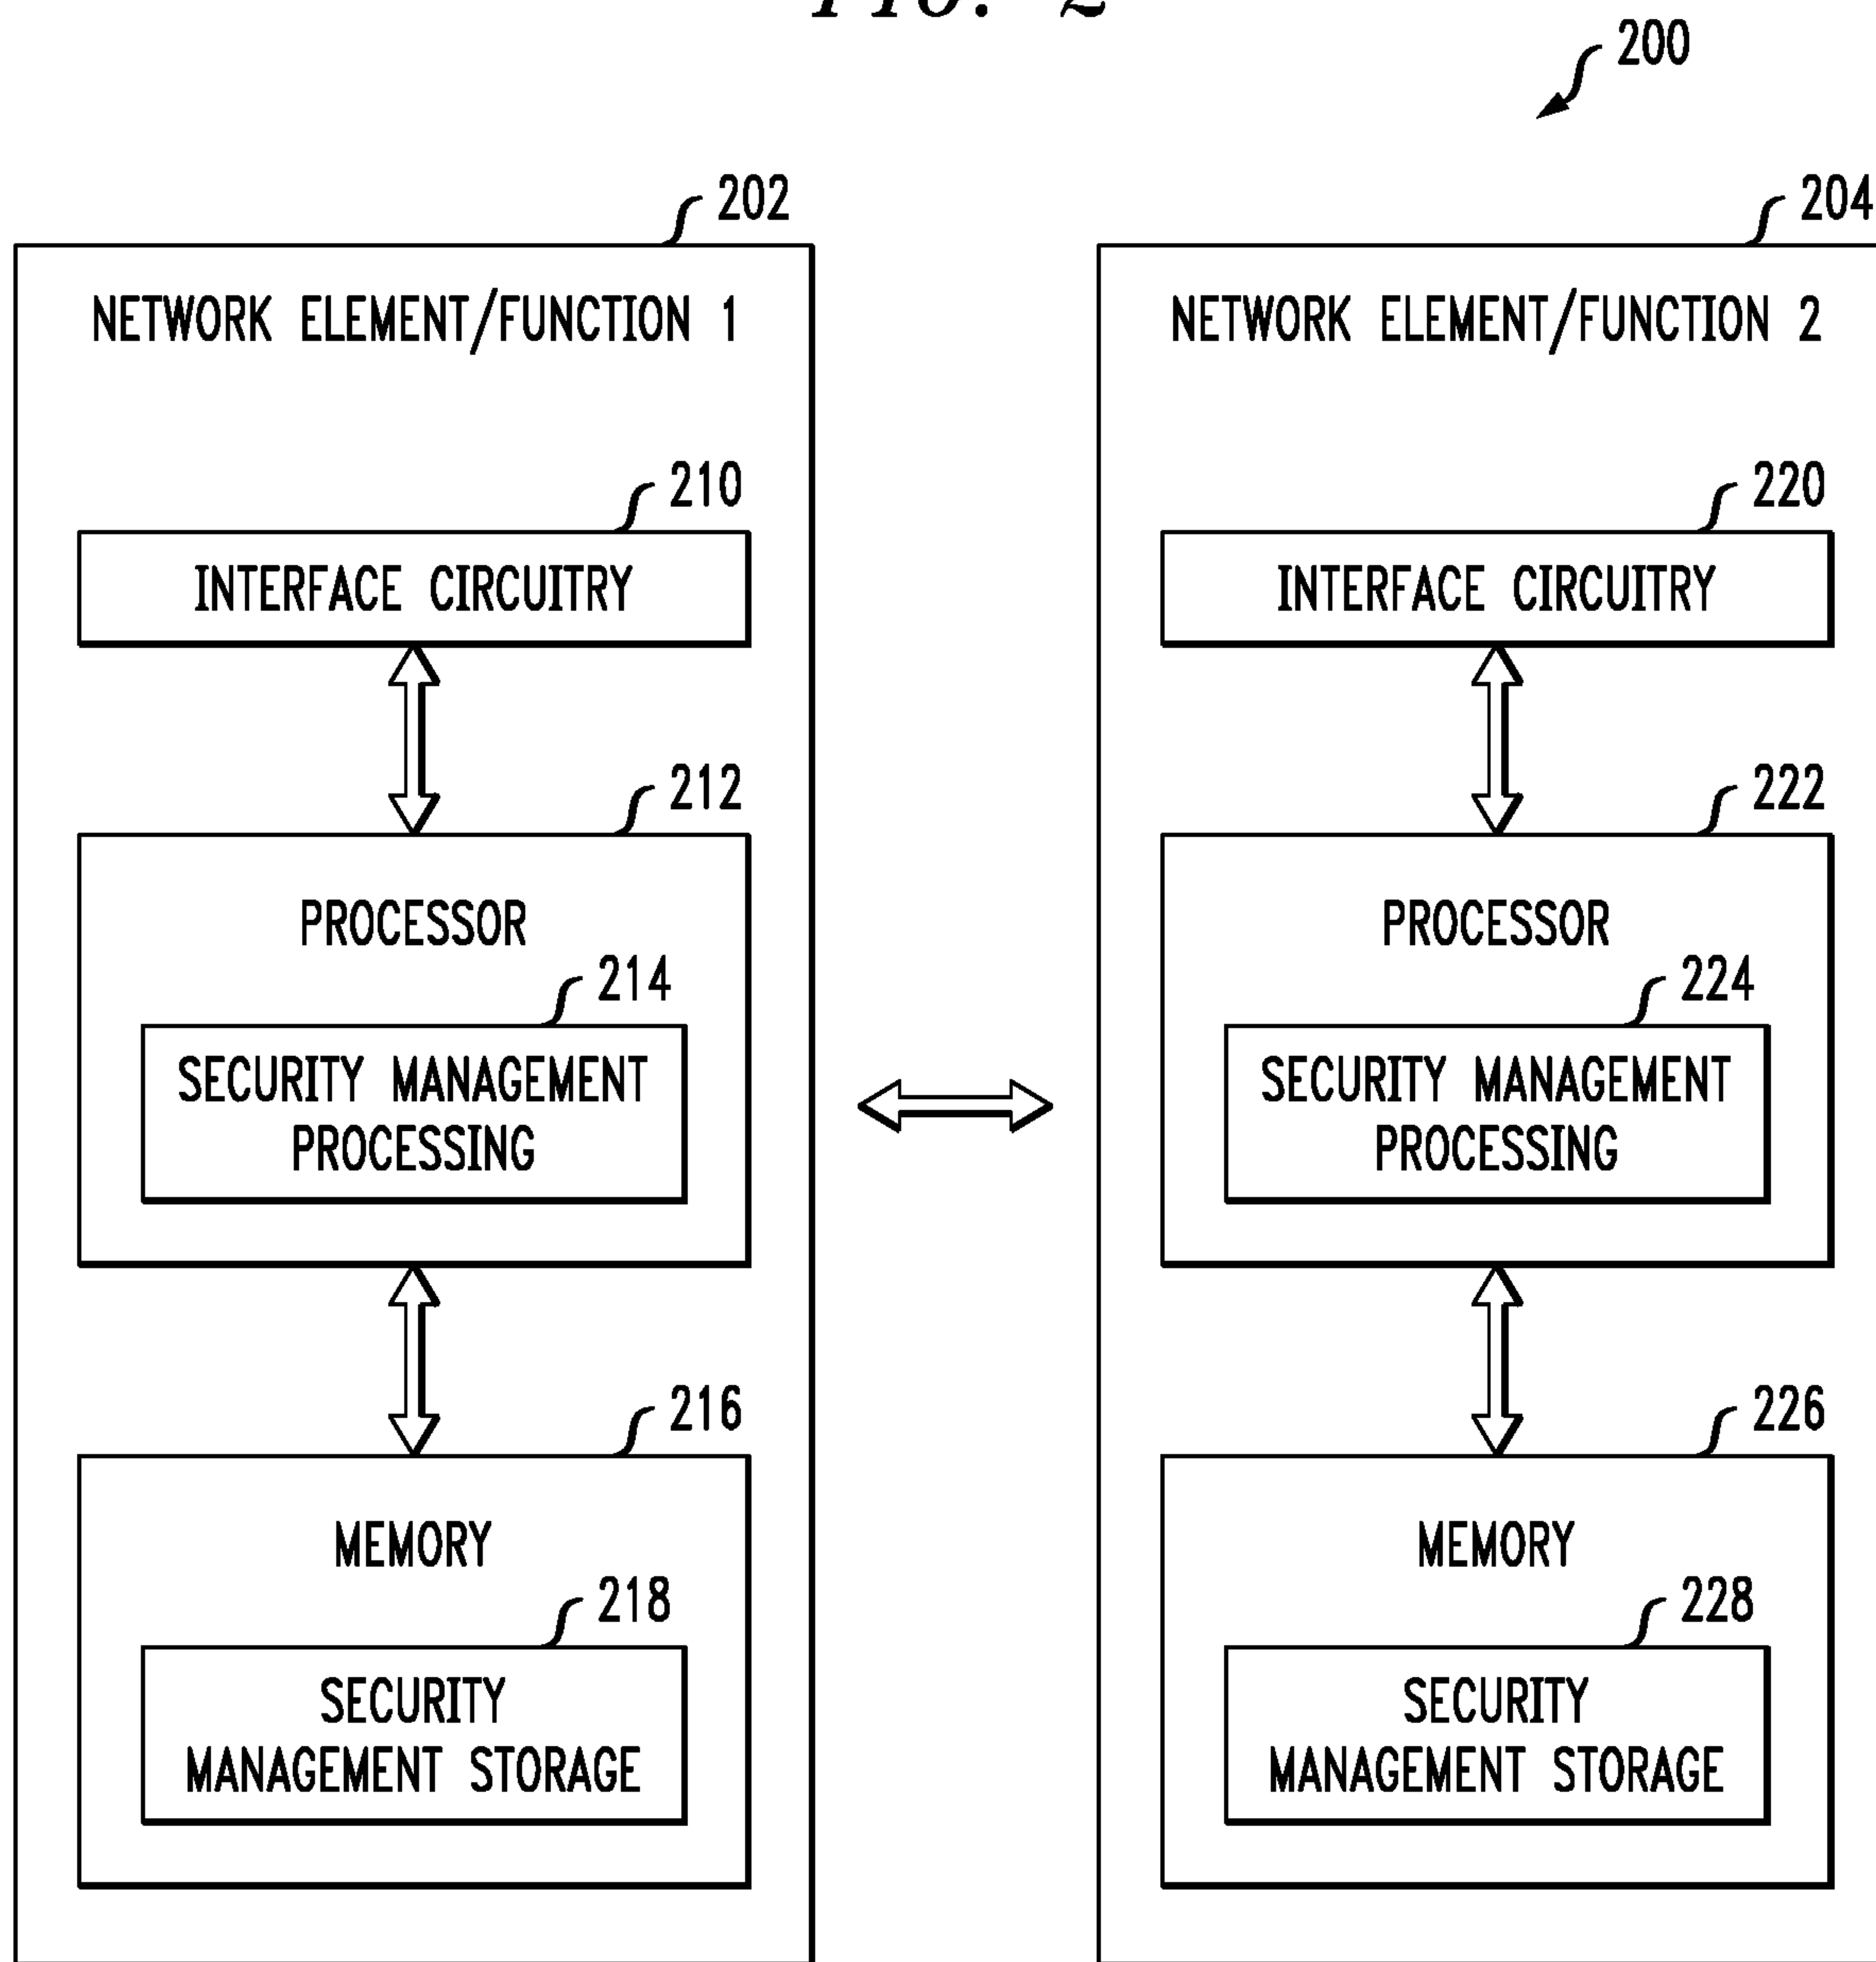 FIG. 2
200
202
NETWORK ELEMENT/FUNCTION 1
210
INTERFACE CIRCUITRY
212
PROCESSOR
214
SECURITY MANAGEMENT
PROCESSING
216
MEMORY
218
SECURITY
MANAGEMENT STORAGE
204
NETWORK ELEMENT/FUNCTION 2
220
INTERFACE CIRCUITRY
222
PROCESSOR
224
SECURITY MANAGEMENT
PROCESSING
226
MEMORY
228
SECURITY
MANAGEMENT STORAGE